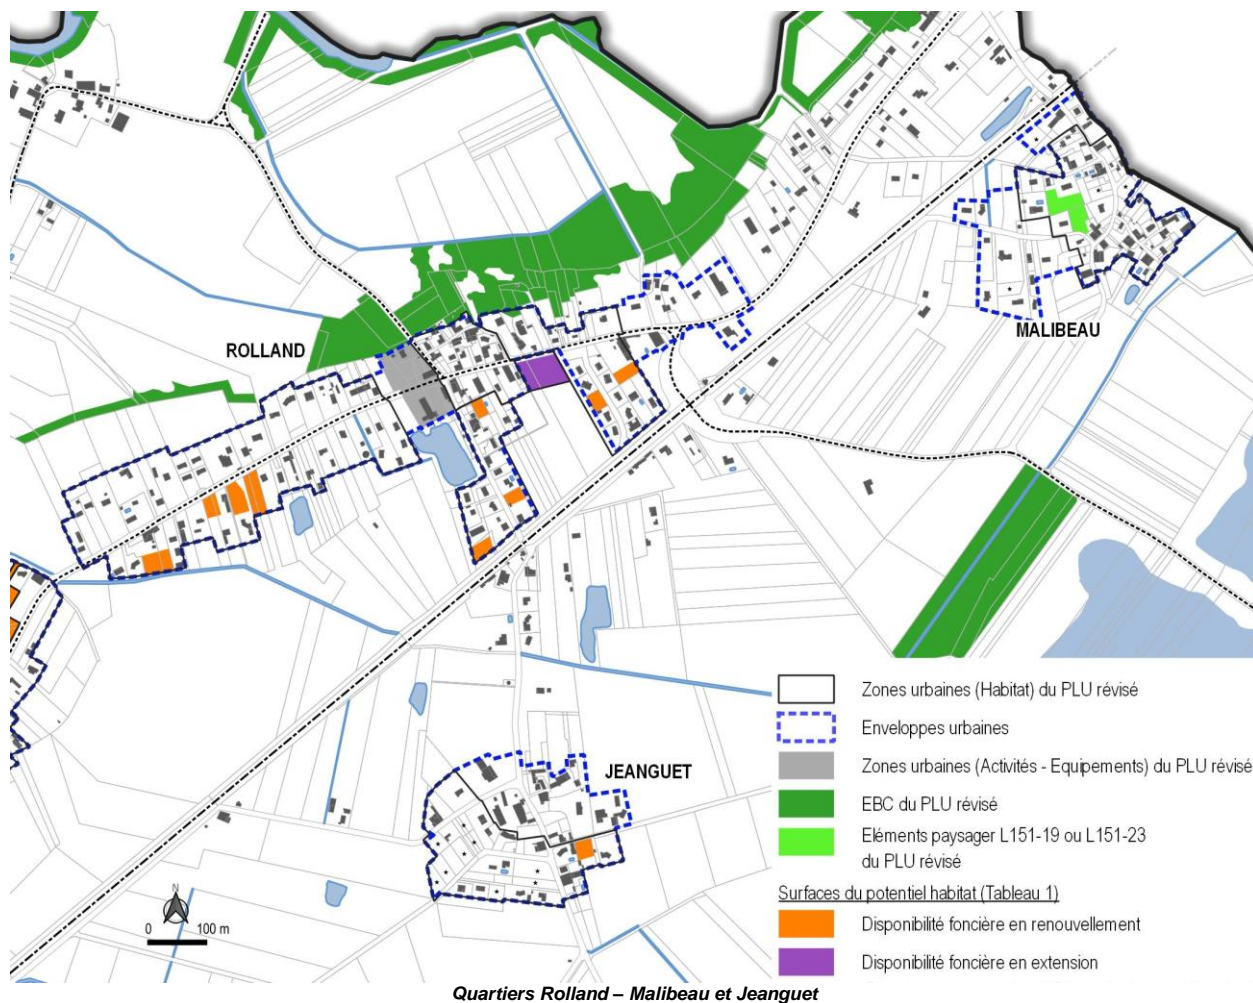 ROLLAND
MALIBEAU
JEANGUET
N
0 100 m
Zones urbaines (Habitat) du PLU révisé
Enveloppes urbaines
Zones urbaines (Activités - Equipements) du PLU révisé
EBC du PLU révisé
Eléments paysager L151-19 ou L151-23
du PLU révisé
Surfaces du potentiel habitat (Tableau 1)
Disponibilité foncière en renouvellement
Disponibilité foncière en extension
Quartiers Rolland – Malibeau et Jeanguet